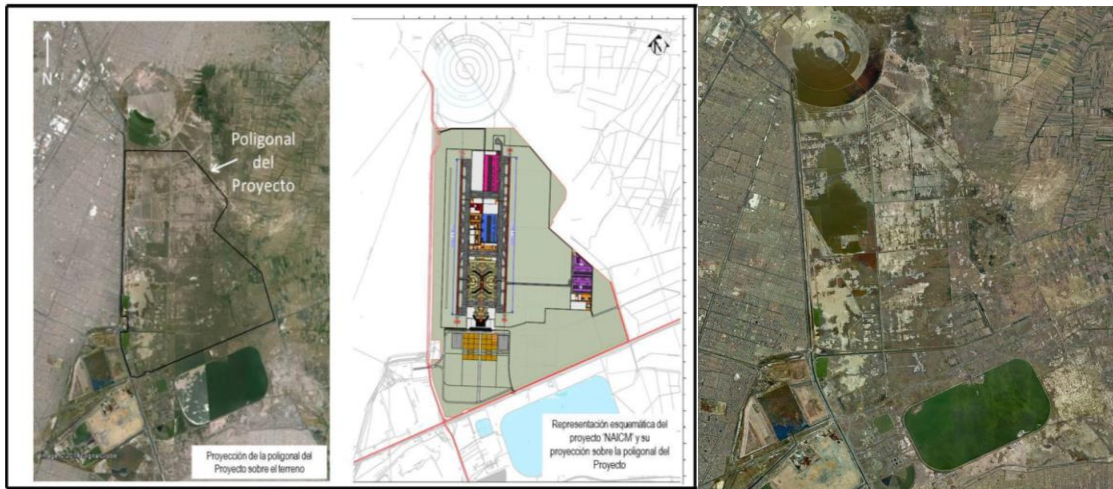 N
Poligonal
del
Proyecto
Proyección de la poligonal del
Proyecto sobre el terreno
Representación esquemática del
proyecto 'NAICM' y su
proyección sobre la poligonal del
Proyecto